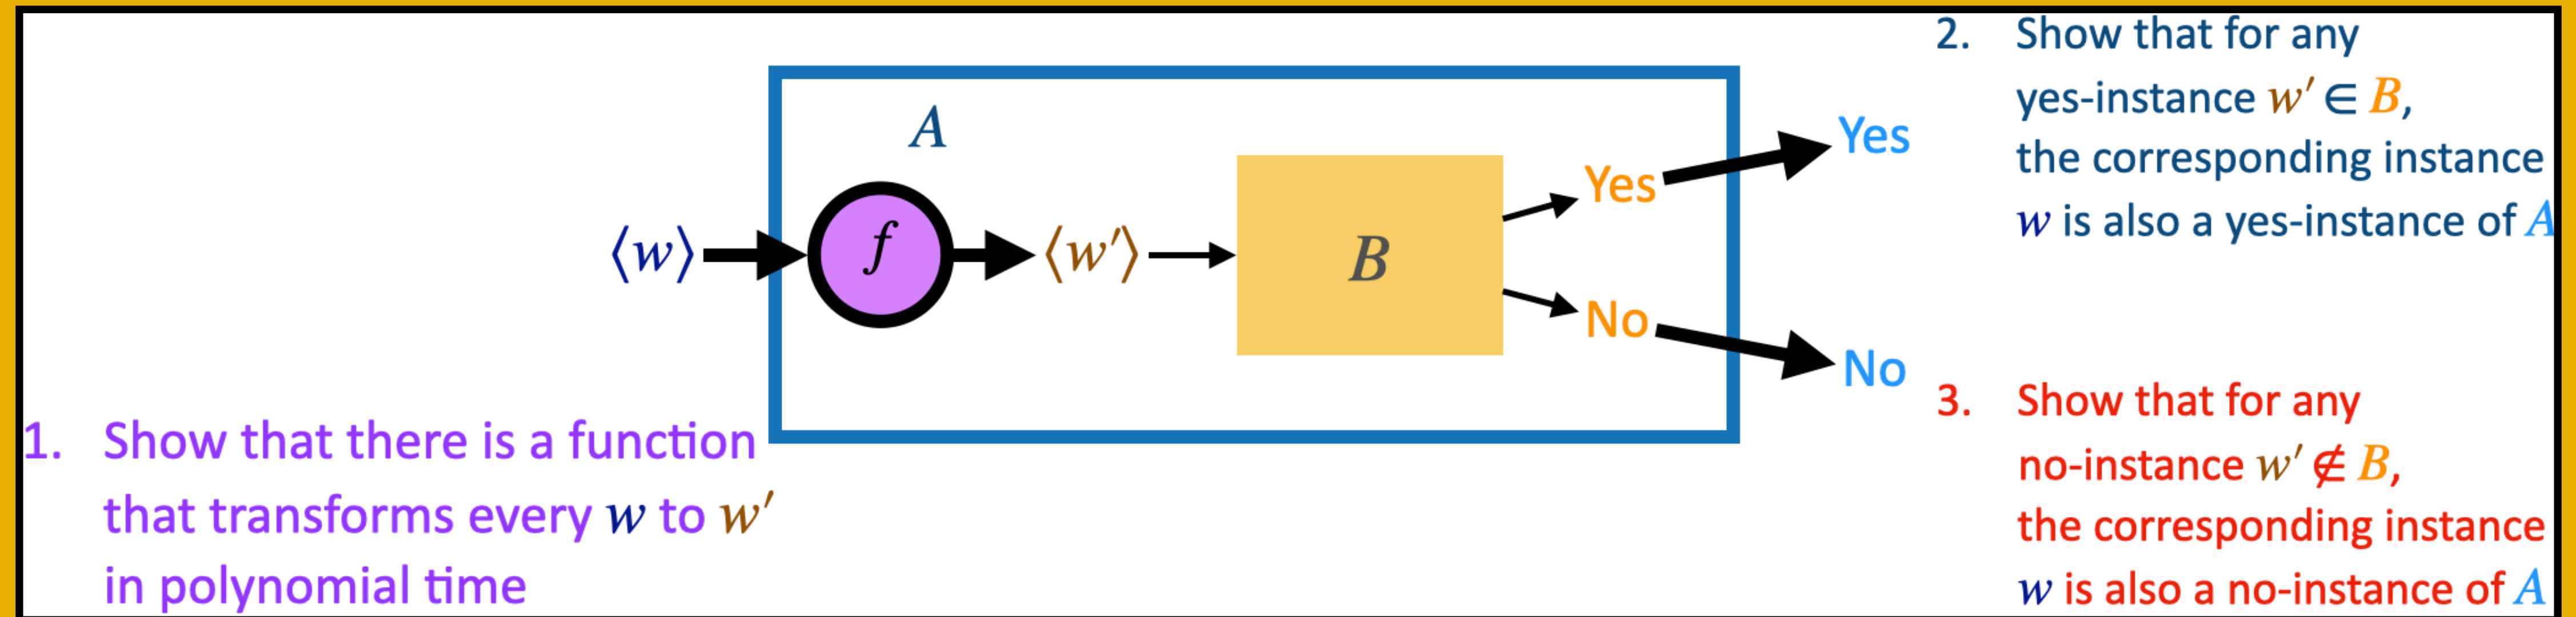 A
⟨w⟩
f
⟨w′⟩
B
Yes
No
Yes
No
1. Show that there is a function
that transforms every w to w′
in polynomial time
2. Show that for any
yes-instance w′ ∈ B,
the corresponding instance
w is also a yes-instance of A
3. Show that for any
no-instance w′ ∉ B,
the corresponding instance
w is also a no-instance of A